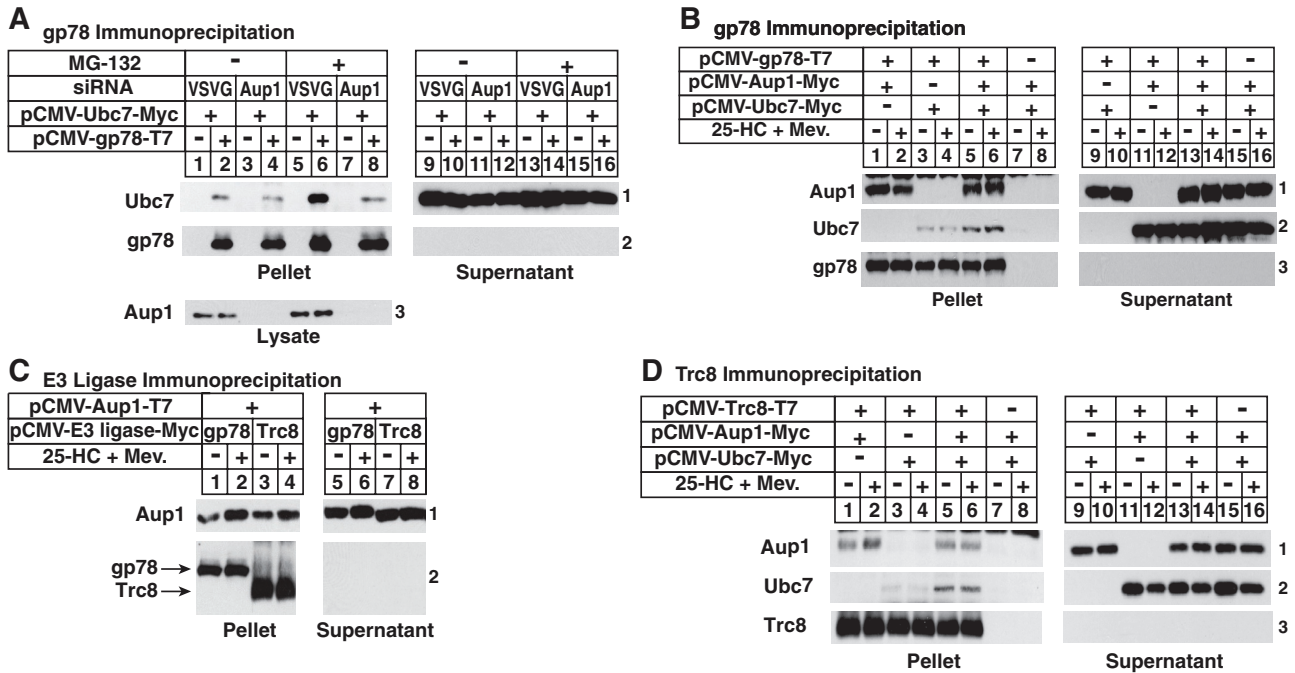 A gp78 Immunoprecipitation
MG-132 - + - +
siRNA VSVG Aup1 VSVG Aup1 VSVG Aup1 VSVG Aup1
pCMV-Ubc7-Myc + + + + + + + +
pCMV-gp78-T7 - + - + - + - + - + - + - + - +
1 2 3 4 5 6 7 8 9 10 11 12 13 14 15 16
Ubc7 1
gp78 2
Pellet Supernatant
Aup1 3
Lysate
B gp78 Immunoprecipitation
pCMV-gp78-T7 + + + - + + + -
pCMV-Aup1-Myc + - + + - + + +
pCMV-Ubc7-Myc - + + + + - + +
25-HC + Mev. - + - + - + - + - + - + - + - +
1 2 3 4 5 6 7 8 9 10 11 12 13 14 15 16
Aup1 1
Ubc7 2
gp78 3
Pellet Supernatant
C E3 Ligase Immunoprecipitation
pCMV-Aup1-T7 + +
pCMV-E3 ligase-Myc gp78 Trc8 gp78 Trc8
25-HC + Mev. - + - + - + - +
1 2 3 4 5 6 7 8
Aup1 1
gp78
Trc8 2
Pellet Supernatant
D Trc8 Immunoprecipitation
pCMV-Trc8-T7 + + + - + + + -
pCMV-Aup1-Myc + - + + - + + +
pCMV-Ubc7-Myc - + + + + - + +
25-HC + Mev. - + - + - + - + - + - + - + - +
1 2 3 4 5 6 7 8 9 10 11 12 13 14 15 16
Aup1 1
Ubc7 2
Trc8 3
Pellet Supernatant